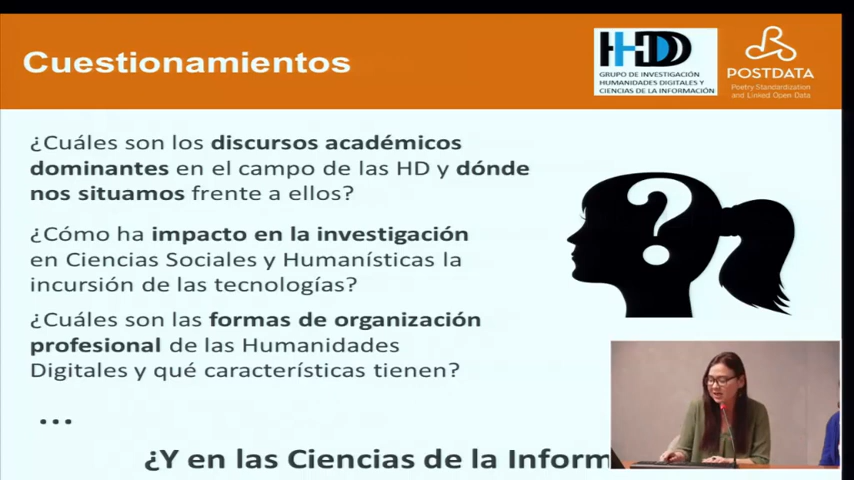 Cuestionamientos
HDD
GRUPO DE INVESTIGACIÓN
HUMANIDADES DIGITALES Y
CIENCIAS DE LA INFORMACIÓN
POSTDATA
Poetry Standardization
and Linked Open Data
¿Cuáles son los discursos académicos
dominantes en el campo de las HD y dónde
nos situamos frente a ellos?
¿Cómo ha impacto en la investigación
en Ciencias Sociales y Humanísticas la
incursión de las tecnologías?
¿Cuáles son las formas de organización
profesional de las Humanidades
Digitales y qué características tienen?
...
¿Y en las Ciencias de la Inform
?